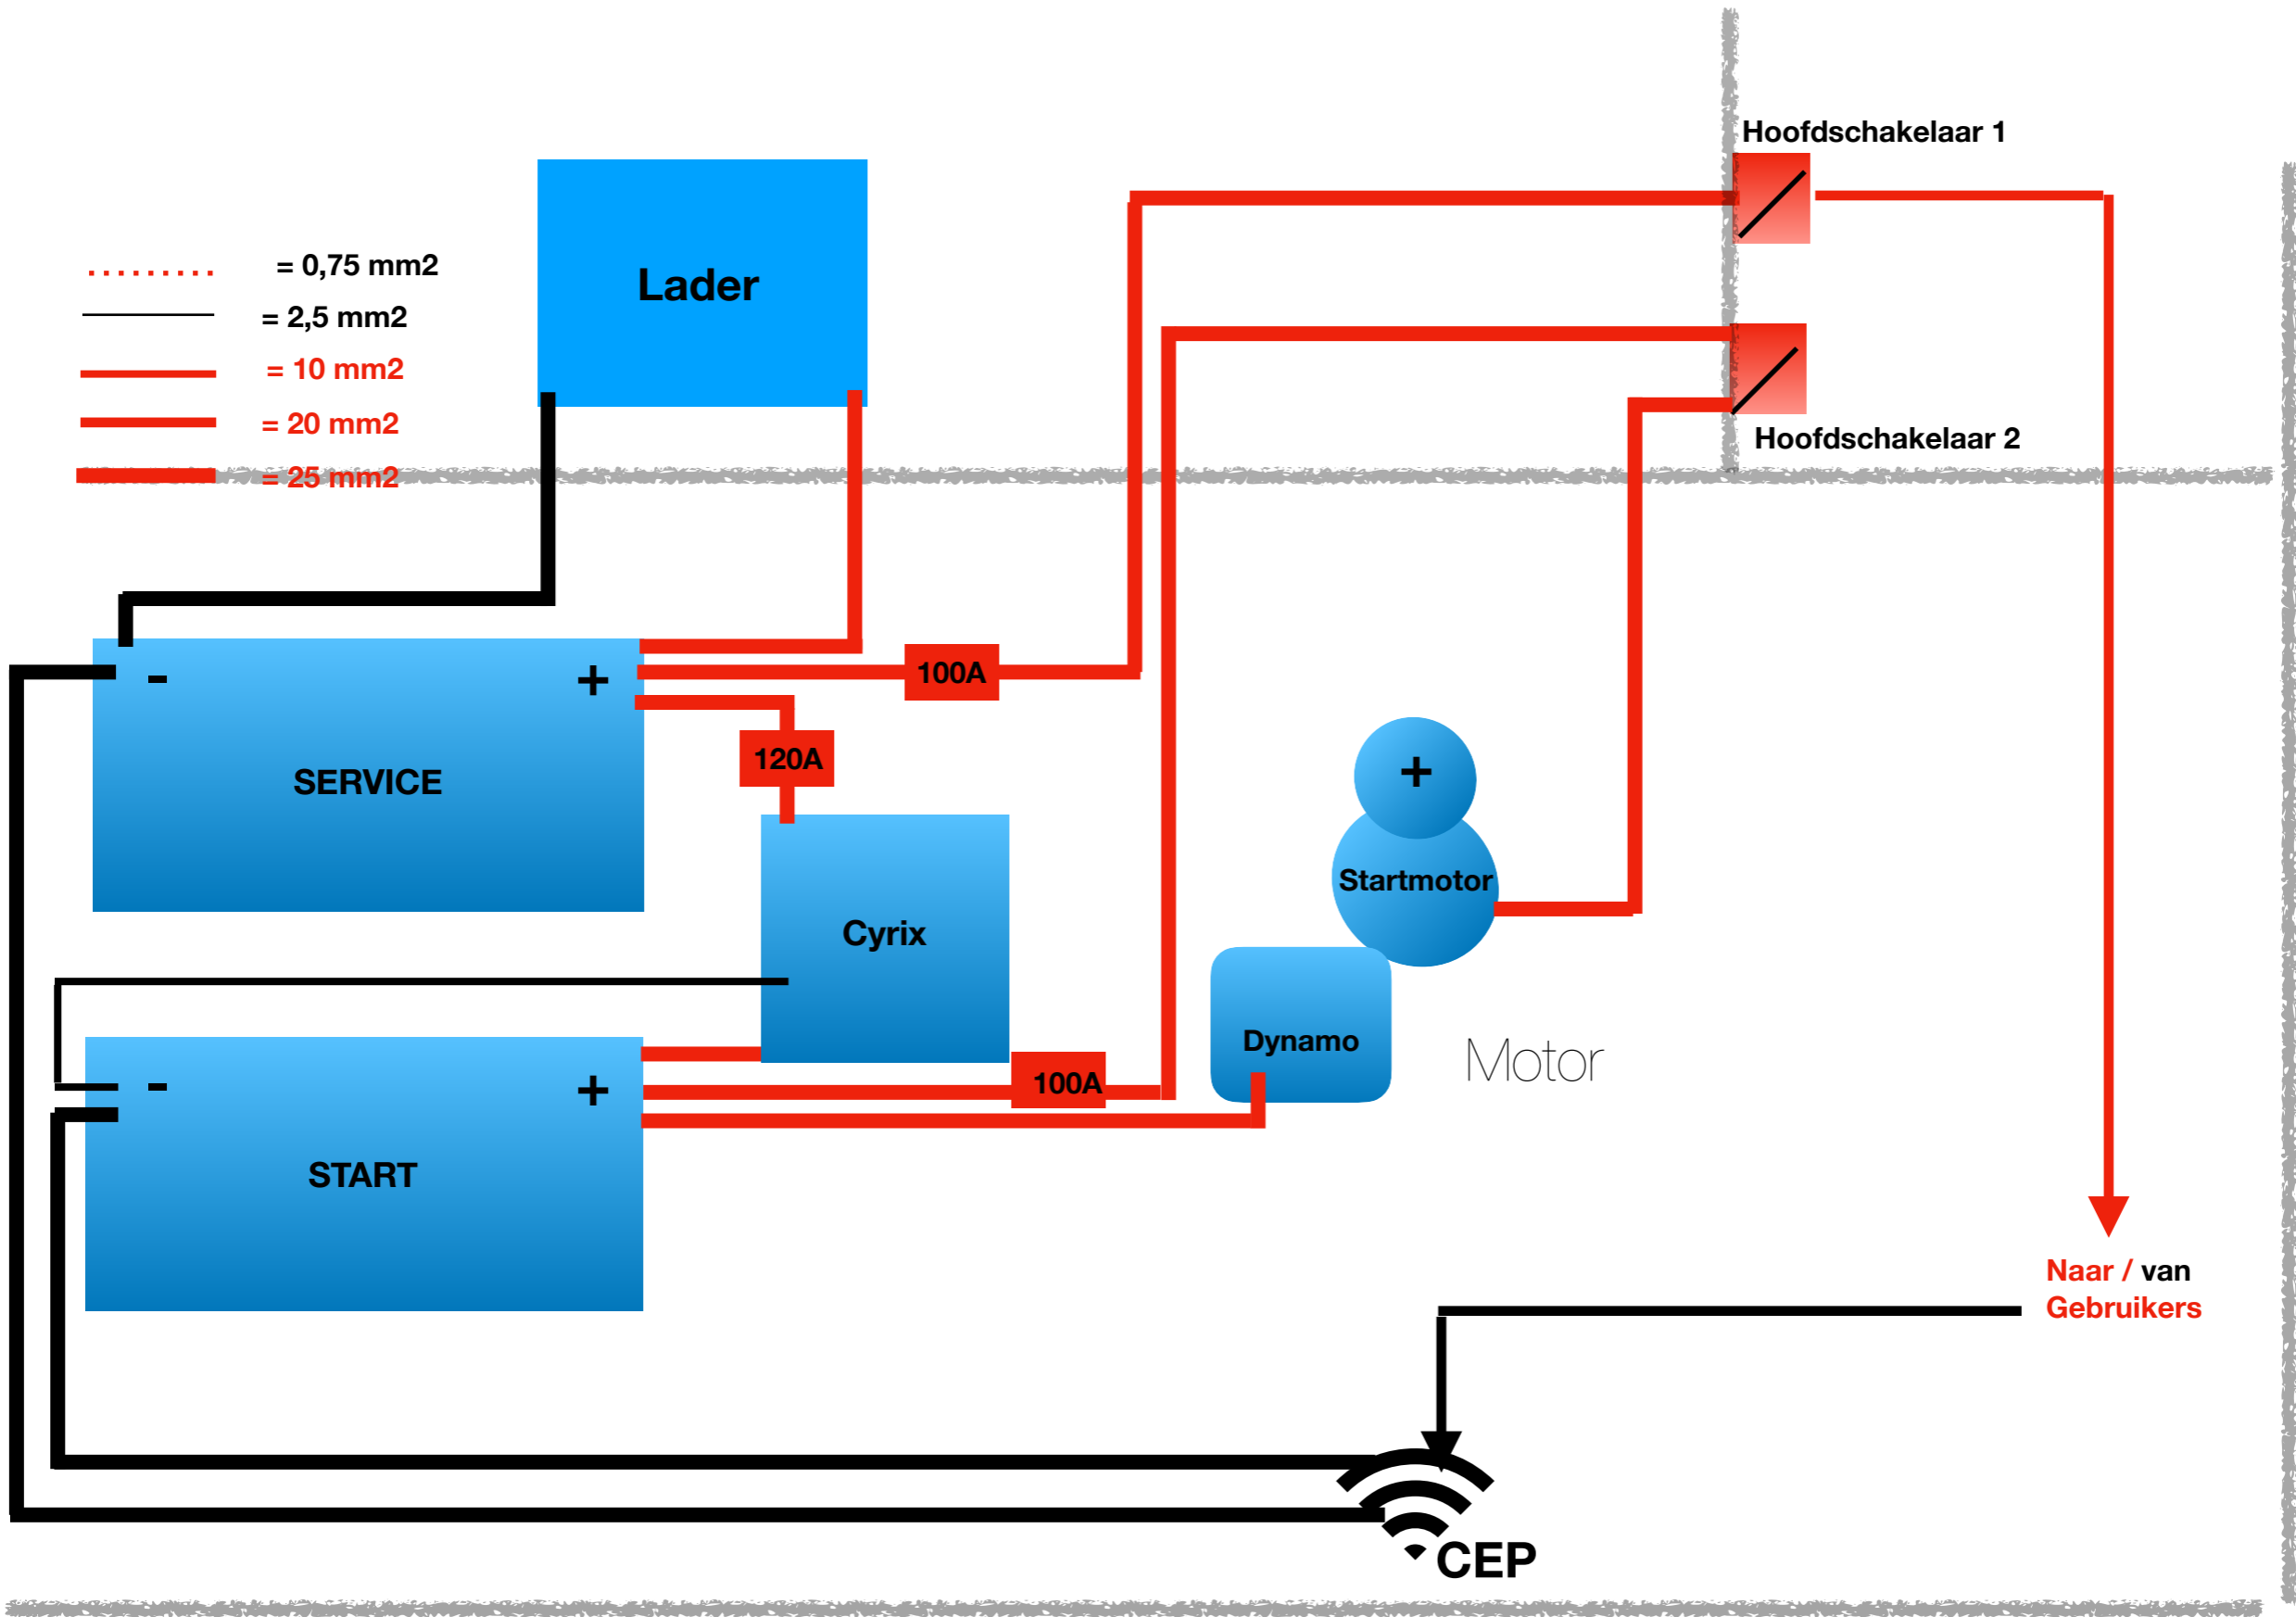 Hoofdschakelaar 1
Lader
= 0,75 mm2
= 2,5 mm2
= 10 mm2
= 20 mm2
= 25 mm2
Hoofdschakelaar 2
- +
100A
120A
SERVICE
+
Startmotor
Cyrix
Dynamo
Motor
- +
100A
START
Naar / van
Gebruikers
CEP